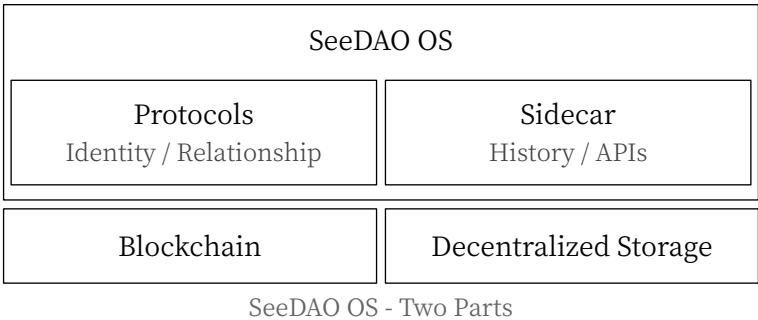 SeeDAO OS
Protocols
Identity / Relationship
Sidecar
History / APIs
Blockchain
Decentralized Storage
SeeDAO OS - Two Parts